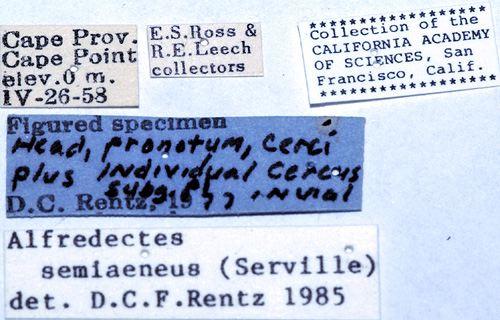 Cape Prov.
Cape Point
elev.0 m.
IV-26-58
E.S.Ross &
R.E.Leech
collectors
********************
Collection of the
CALIFORNIA ACADEMY
OF SCIENCES, San
Francisco, Calif.
********************
Figured specimen
Head, pronotum, Cerci
plus individual Cercus
D.C. Rentz, 19
Alfredectes
semiaeneus (Serville)
det. D.C.F.Rentz 1985